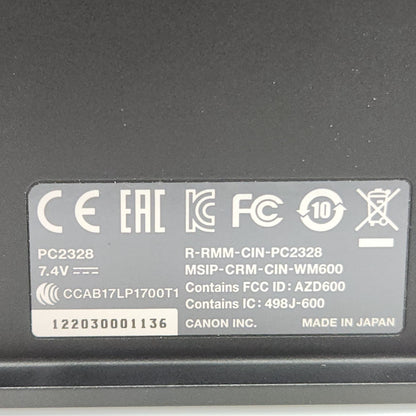 CE EAC KC FC 10
PC2328 R-RMM-CIN-PC2328
7.4V MSIP-CRM-CIN-WM600
CCAB17LP1700T1 Contains FCC ID: AZD600
Contains IC: 498J-600
122030001136 CANON INC. MADE IN JAPAN